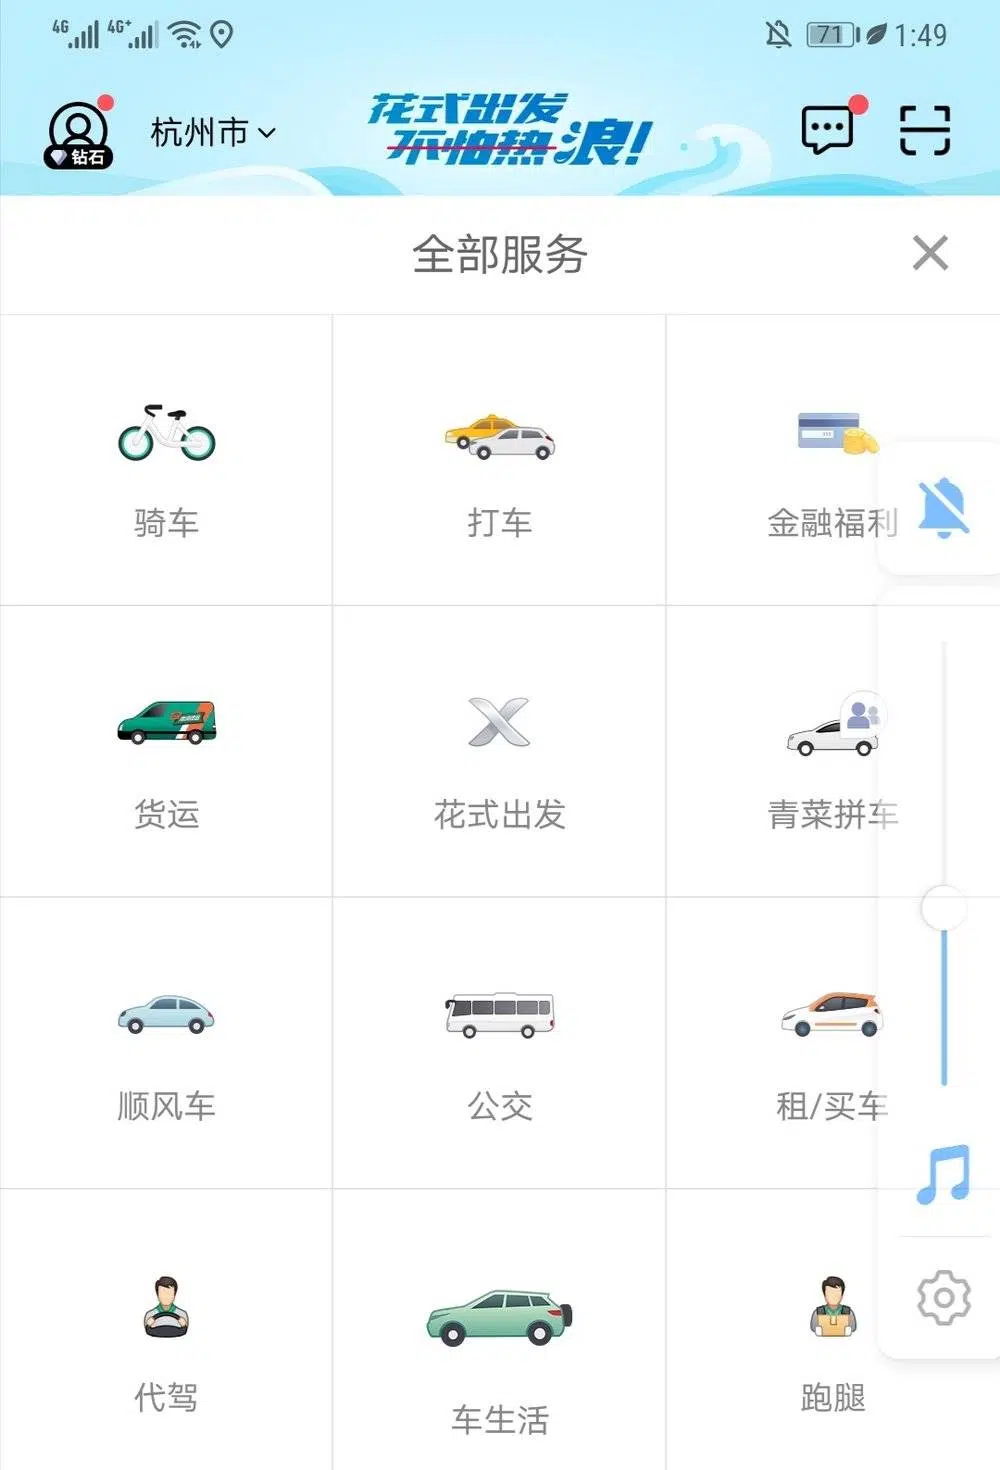 4G 4G+ 71 1:49
钻石 杭州市
花式出发
不怕热浪!
全部服务
骑车 打车 金融福利
货运 花式出发 青菜拼车
顺风车 公交 租/买车
代驾 车生活 跑腿